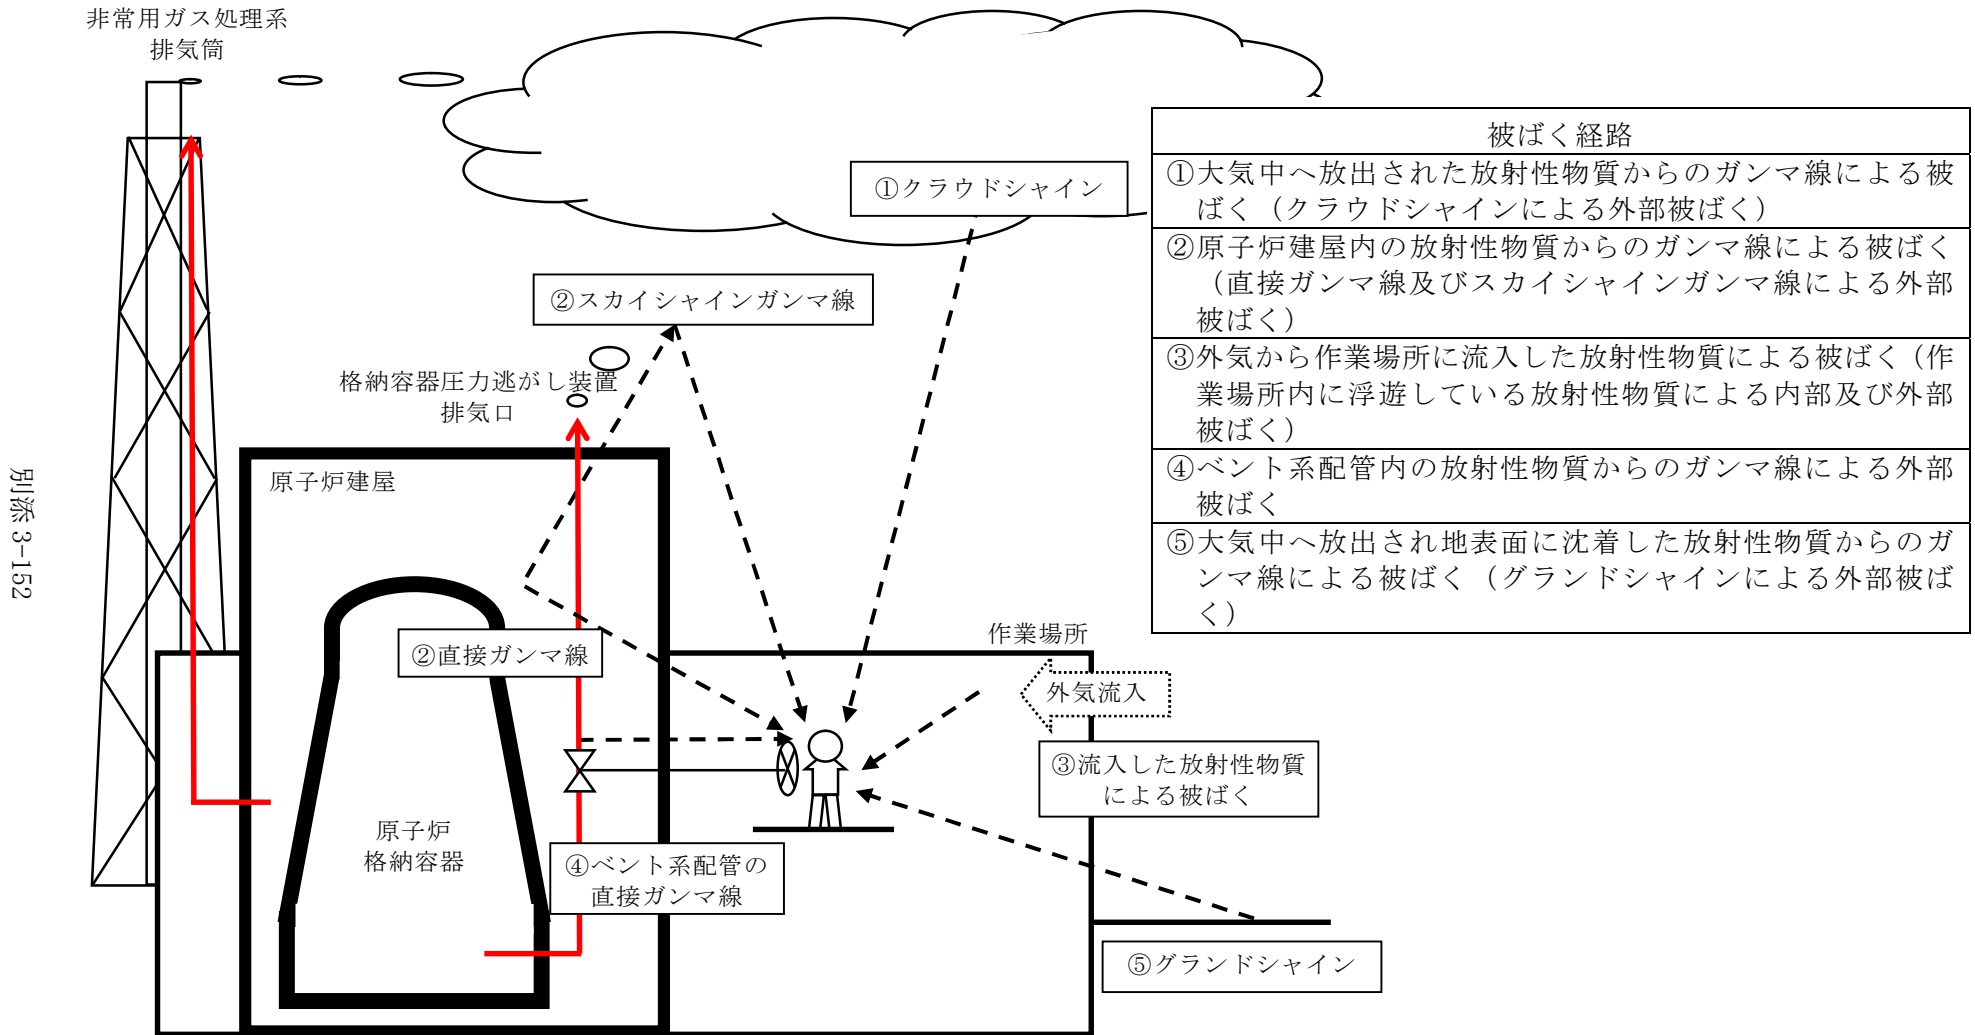 非常用ガス処理系
排気筒
①クラウドシャイン
②スカイシャインガンマ線
格納容器圧力逃がし装置
排気口
原子炉建屋
②直接ガンマ線
作業場所
外気流入
③流入した放射性物質
による被ばく
原子炉
格納容器
④ベント系配管の
直接ガンマ線
⑤グランドシャイン
被ばく経路
①大気中へ放出された放射性物質からのガンマ線による被
ばく（クラウドシャインによる外部被ばく）
②原子炉建屋内の放射性物質からのガンマ線による被ばく
（直接ガンマ線及びスカイシャインガンマ線による外部
被ばく）
③外気から作業場所に流入した放射性物質による被ばく（作
業場所内に浮遊している放射性物質による内部及び外部
被ばく）
④ベント系配管内の放射性物質からのガンマ線による外部
被ばく
⑤大気中へ放出され地表面に沈着した放射性物質からのガ
ンマ線による被ばく（グランドシャインによる外部被ば
く）
別添 3-152